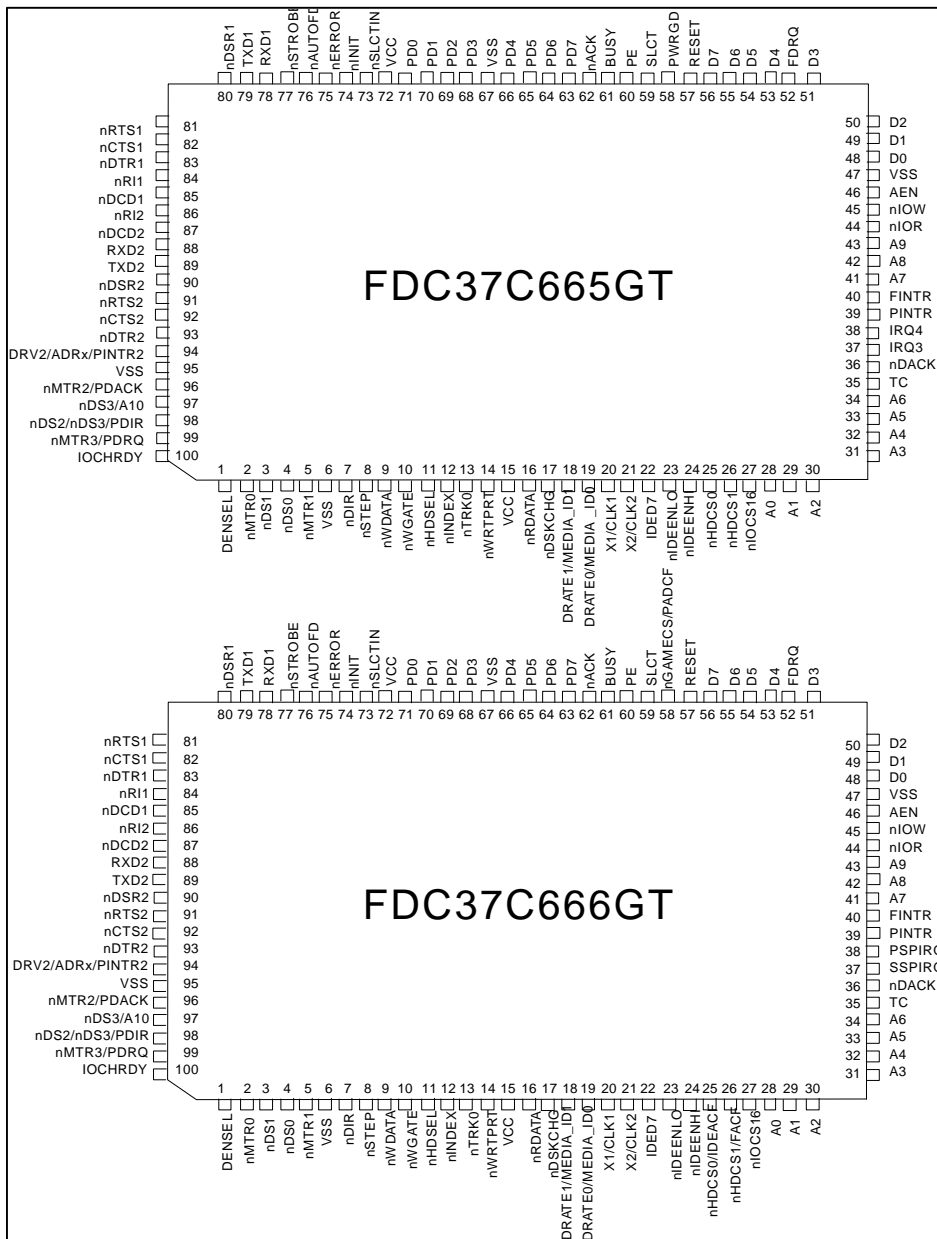 nDSR1
TXD1
RXD1
nSTROBE
nAUTOFD
nERROR
nINIT
nSLCTIN
VCC
PD0
PD1
PD2
PD3
VSS
PD4
PD5
PD6
PD7
nACK
BUSY
PE
SLCT
PWRGD
RESET
D7
D6
D5
D4
FDRQ
D3
80 79 78 77 76 75 74 73 72 71 70 69 68 67 66 65 64 63 62 61 60 59 58 57 56 55 54 53 52 51
nRTS1 81
nCTS1 82
nDTR1 83
nRI1 84
nDCD1 85
nRI2 86
nDCD2 87
RXD2 88
TXD2 89
nDSR2 90
nRTS2 91
nCTS2 92
nDTR2 93
DRV2/ADRx/PINTR2 94
VSS 95
nMTR2/PDACK 96
nDS3/A10 97
nDS2/nDS3/PDIR 98
nMTR3/PDRQ 99
IOCHRDY 100
FDC37C665GT
50 D2
49 D1
48 D0
47 VSS
46 AEN
45 nIOW
44 nIOR
43 A9
42 A8
41 A7
40 FINTR
39 PINTR
38 IRQ4
37 IRQ3
36 nDACK
35 TC
34 A6
33 A5
32 A4
31 A3
1 2 3 4 5 6 7 8 9 10 11 12 13 14 15 16 17 18 19 20 21 22 23 24 25 26 27 28 29 30
DENSEL
nMTR0
nDS1
nDS0
nMTR1
VSS
nDIR
nSTEP
nWDATA
nWGATE
nHDSEL
nINDEX
nTRK0
nWRTPRT
VCC
nRDATA
nDSKCHG
DRATE1/MEDIA_ID1
DRATE0/MEDIA_ID0
X1/CLK1
X2/CLK2
IDED7
nIDEENLO
nIDEENHI
nHDCS0
nHDCS1
nIOCS16
A0
A1
A2
nDSR1
TXD1
RXD1
nSTROBE
nAUTOFD
nERROR
nINIT
nSLCTIN
VCC
PD0
PD1
PD2
PD3
VSS
PD4
PD5
PD6
PD7
nACK
BUSY
PE
SLCT
nGAMECS/PADCF
RESET
D7
D6
D5
D4
FDRQ
D3
80 79 78 77 76 75 74 73 72 71 70 69 68 67 66 65 64 63 62 61 60 59 58 57 56 55 54 53 52 51
nRTS1 81
nCTS1 82
nDTR1 83
nRI1 84
nDCD1 85
nRI2 86
nDCD2 87
RXD2 88
TXD2 89
nDSR2 90
nRTS2 91
nCTS2 92
nDTR2 93
DRV2/ADRx/PINTR2 94
VSS 95
nMTR2/PDACK 96
nDS3/A10 97
nDS2/nDS3/PDIR 98
nMTR3/PDRQ 99
IOCHRDY 100
FDC37C666GT
50 D2
49 D1
48 D0
47 VSS
46 AEN
45 nIOW
44 nIOR
43 A9
42 A8
41 A7
40 FINTR
39 PINTR
38 PSPIRQ
37 SSPIRQ
36 nDACK
35 TC
34 A6
33 A5
32 A4
31 A3
1 2 3 4 5 6 7 8 9 10 11 12 13 14 15 16 17 18 19 20 21 22 23 24 25 26 27 28 29 30
DENSEL
nMTR0
nDS1
nDS0
nMTR1
VSS
nDIR
nSTEP
nWDATA
nWGATE
nHDSEL
nINDEX
nTRK0
nWRTPRT
VCC
nRDATA
nDSKCHG
DRATE1/MEDIA_ID1
DRATE0/MEDIA_ID0
X1/CLK1
X2/CLK2
IDED7
nIDEENLO
nIDEENHI
nHDCS0/IDEACF
nHDCS1/FACF
nIOCS16
A0
A1
A2